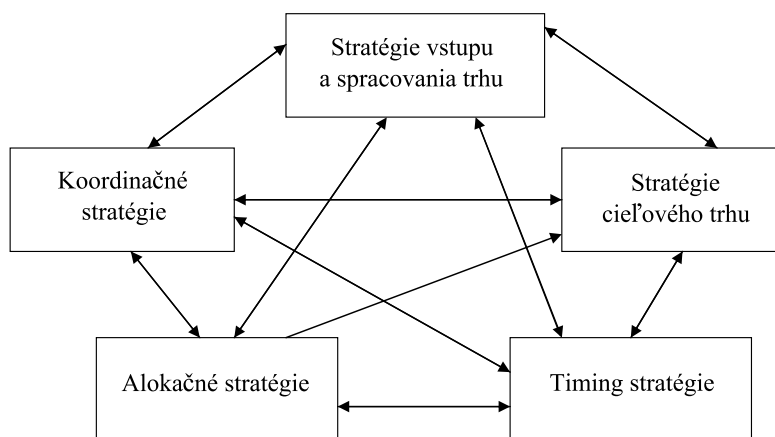 Stratégie vstupu
a spracovania trhu
Koordinačné
stratégie
Stratégie
cieľového trhu
Alokačné stratégie
Timing stratégie